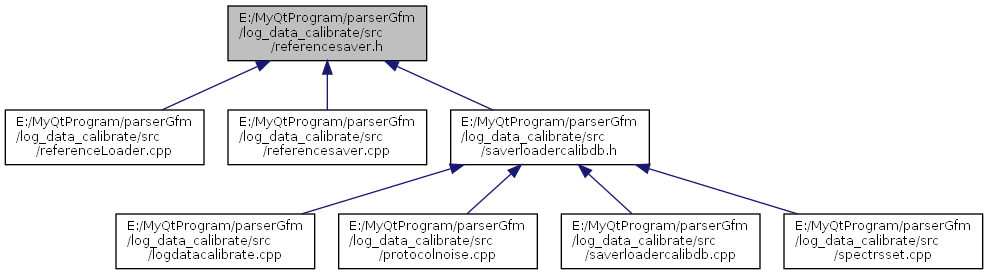 E:/MyQtProgram/parserGfm
/log_data_calibrate/src
/referencesaver.h
E:/MyQtProgram/parserGfm
/log_data_calibrate/src
/referenceLoader.cpp
E:/MyQtProgram/parserGfm
/log_data_calibrate/src
/referencesaver.cpp
E:/MyQtProgram/parserGfm
/log_data_calibrate/src
/saverloadercalibdb.h
E:/MyQtProgram/parserGfm
/log_data_calibrate/src
/logdatacalibrate.cpp
E:/MyQtProgram/parserGfm
/log_data_calibrate/src
/protocolnoise.cpp
E:/MyQtProgram/parserGfm
/log_data_calibrate/src
/saverloadercalibdb.cpp
E:/MyQtProgram/parserGfm
/log_data_calibrate/src
/spectrsset.cpp